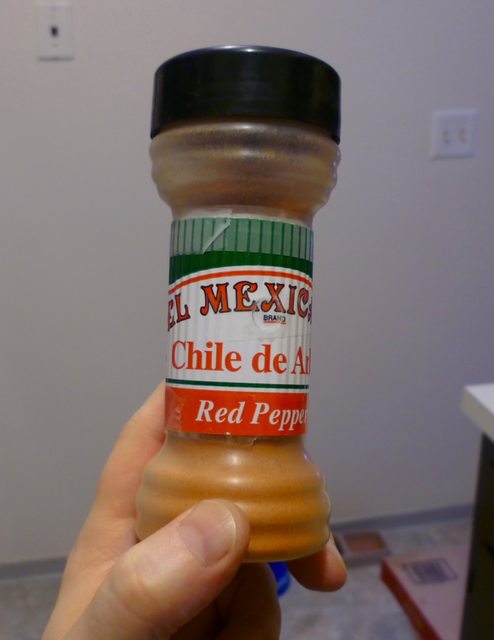 EL MEXICA
BRAND
Chile de Ar
Red Pepper